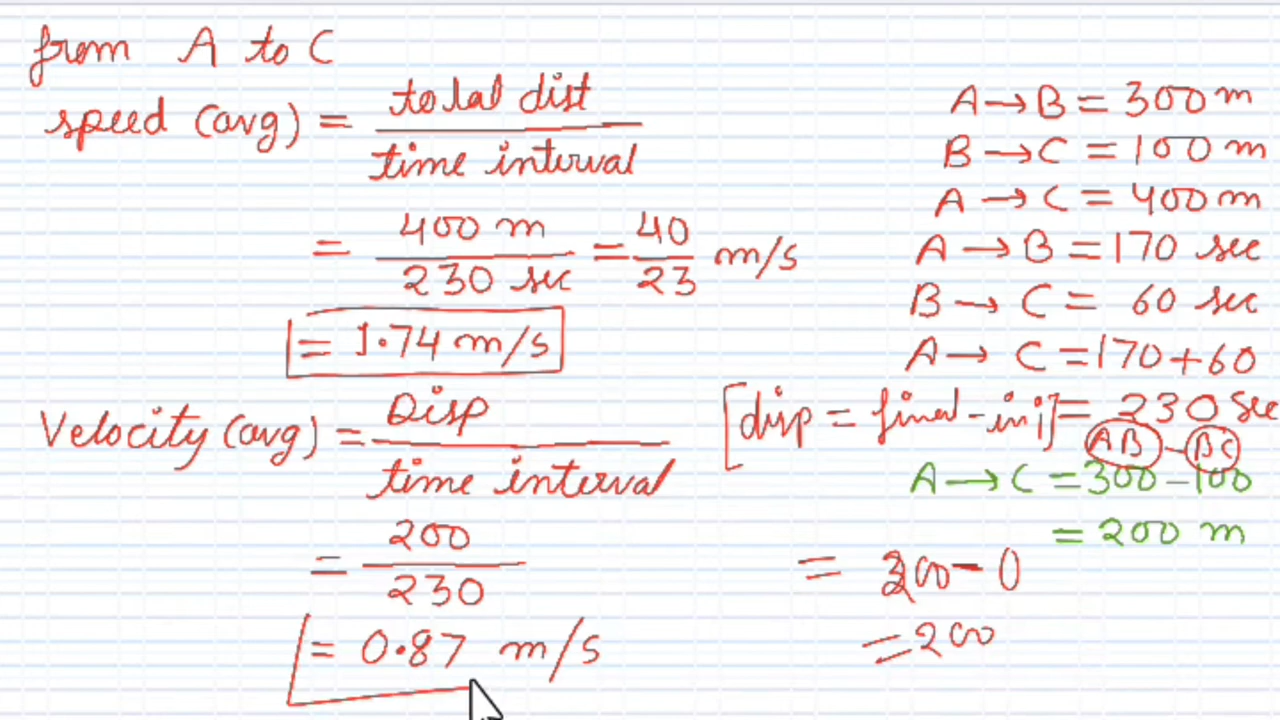 from A to C
speed (avg) = total dist / time interval
= 400 m / 230 sec = 40 / 23 m/s
= 1.74 m/s
Velocity (avg) = Disp / time interval
= 200 / 230
= 0.87 m/s
A → B = 300 m
B → C = 100 m
A → C = 400 m
A → B = 170 sec
B → C = 60 sec
A → C = 170 + 60
= 230 sec
[disp = final - ini]
AB - BC
A → C = 300 - 100
= 200 m
= 200 - 0
= 200